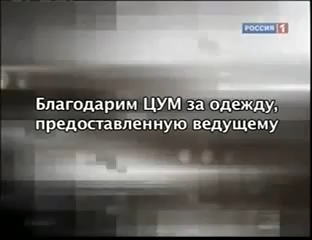 РОССИЯ 1
Благодарим ЦУМ за одежду,
предоставленную ведущему